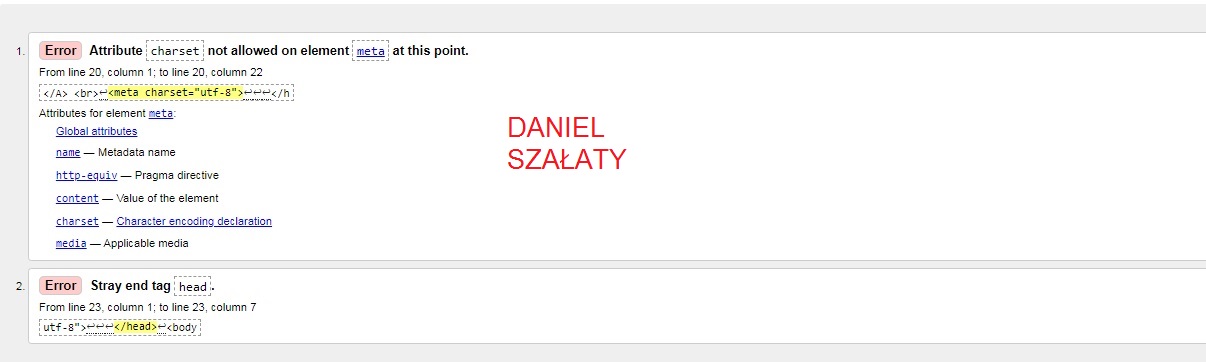 1. Error Attribute charset not allowed on element meta at this point.
From line 20, column 1; to line 20, column 22
</A> <br>↩<meta charset="utf-8">↩↩↩</h
Attributes for element meta:
Global attributes
name — Metadata name
http-equiv — Pragma directive
content — Value of the element
charset — Character encoding declaration
media — Applicable media
DANIEL
SZAŁATY
2. Error Stray end tag head.
From line 23, column 1; to line 23, column 7
utf-8">↩↩↩</head>↩<body